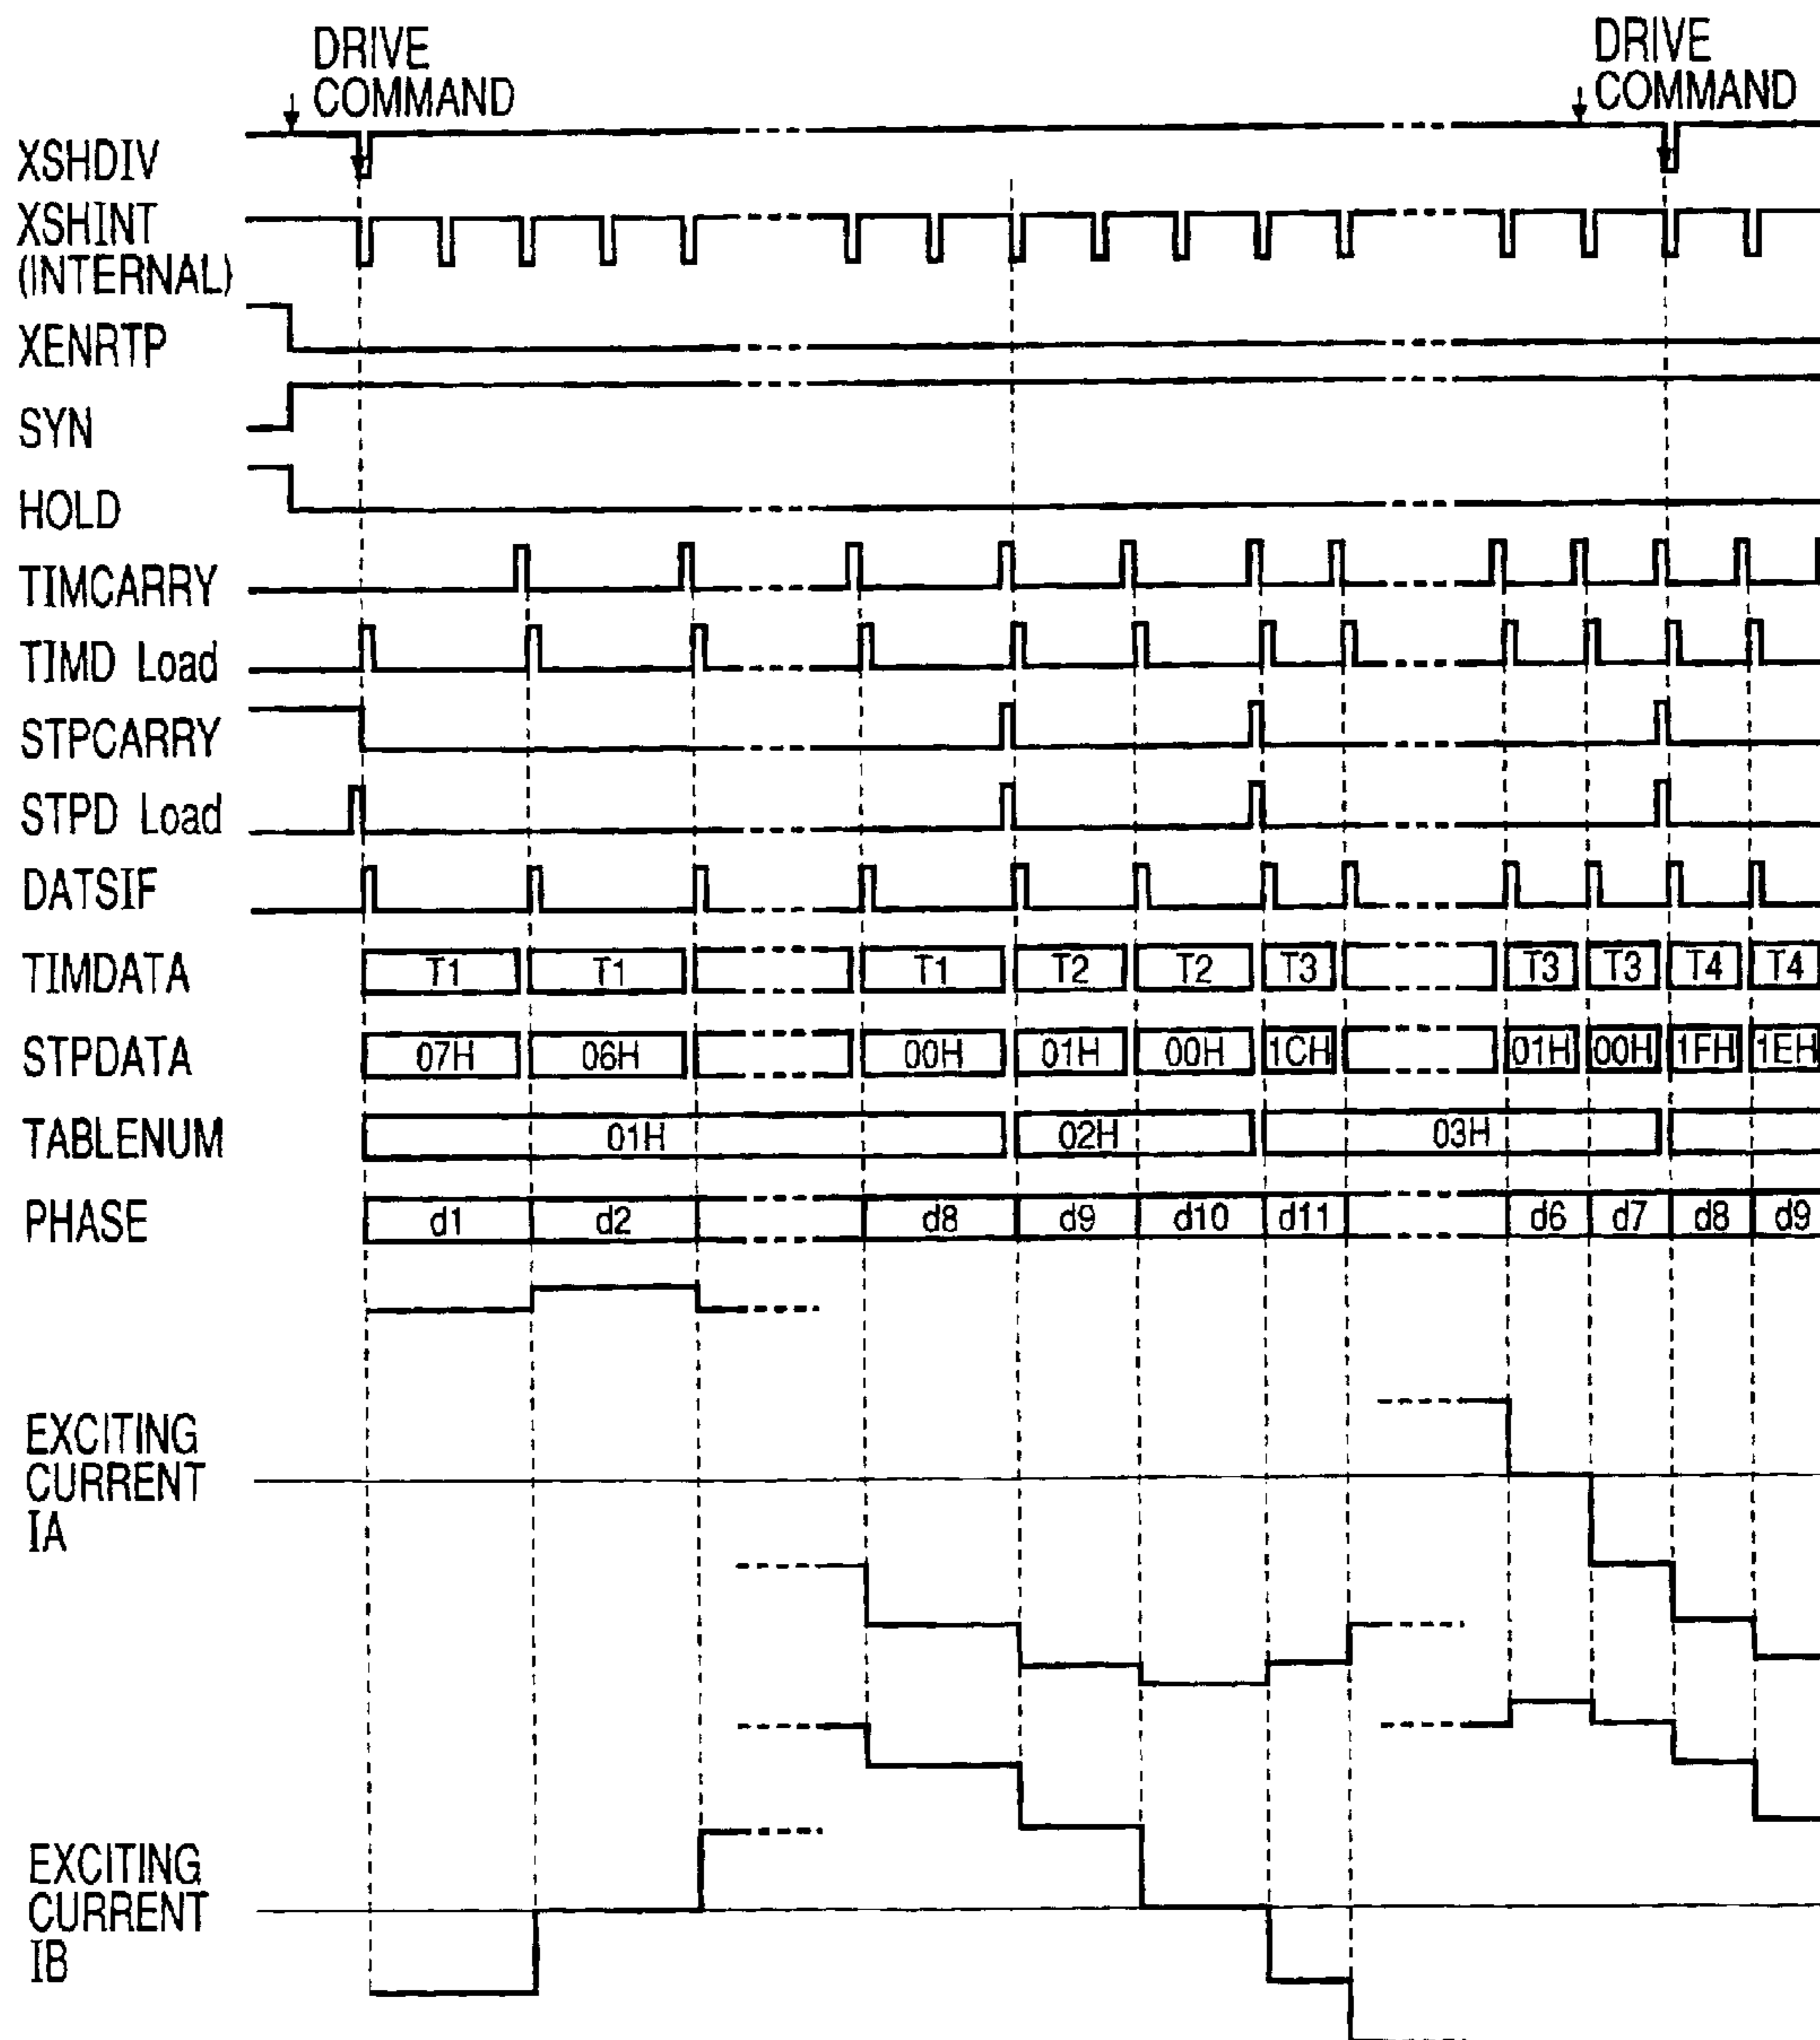 DRIVE
COMMAND
DRIVE
COMMAND
XSHDIV
XSHINT
(INTERNAL)
XENRTP
SYN
HOLD
TIMCARRY
TIMD Load
STPCARRY
STPD Load
DATSIF
TIMDATA T1 T1 T1 T2 T2 T3 T3 T3 T4 T4
STPDATA 07H 06H 00H 01H 00H 1CH 01H 00H 1FH 1EH
TABLENUM 01H 02H 03H
PHASE d1 d2 d8 d9 d10 d11 d6 d7 d8 d9
EXCITING
CURRENT
IA
EXCITING
CURRENT
IB